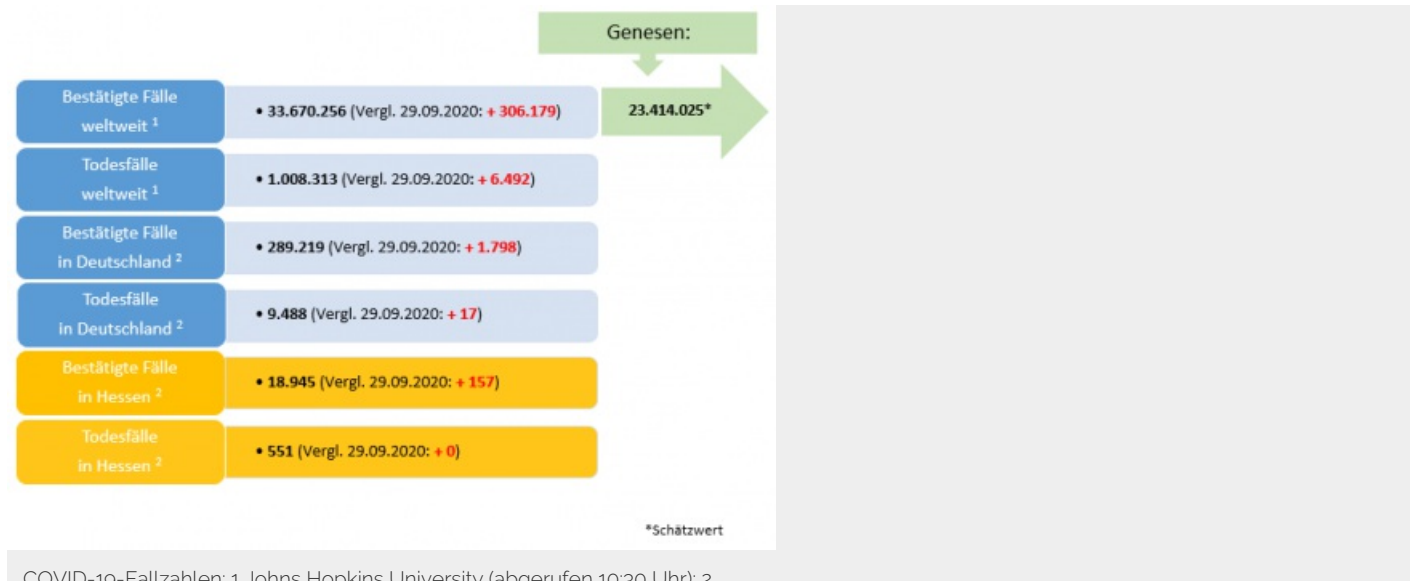 Genesen:
Bestätigte Fälle
weltweit ¹
• 33.670.256 (Vergl. 29.09.2020: + 306.179)
23.414.025*
Todesfälle
weltweit ¹
• 1.008.313 (Vergl. 29.09.2020: + 6.492)
Bestätigte Fälle
in Deutschland ²
• 289.219 (Vergl. 29.09.2020: + 1.798)
Todesfälle
in Deutschland ²
• 9.488 (Vergl. 29.09.2020: + 17)
Bestätigte Fälle
in Hessen ²
• 18.945 (Vergl. 29.09.2020: + 157)
Todesfälle
in Hessen ²
• 551 (Vergl. 29.09.2020: + 0)
*Schätzwert
COVID-19-Fallzahlen: 1 Johns Hopkins University (abgerufen 10:30 Uhr); 2